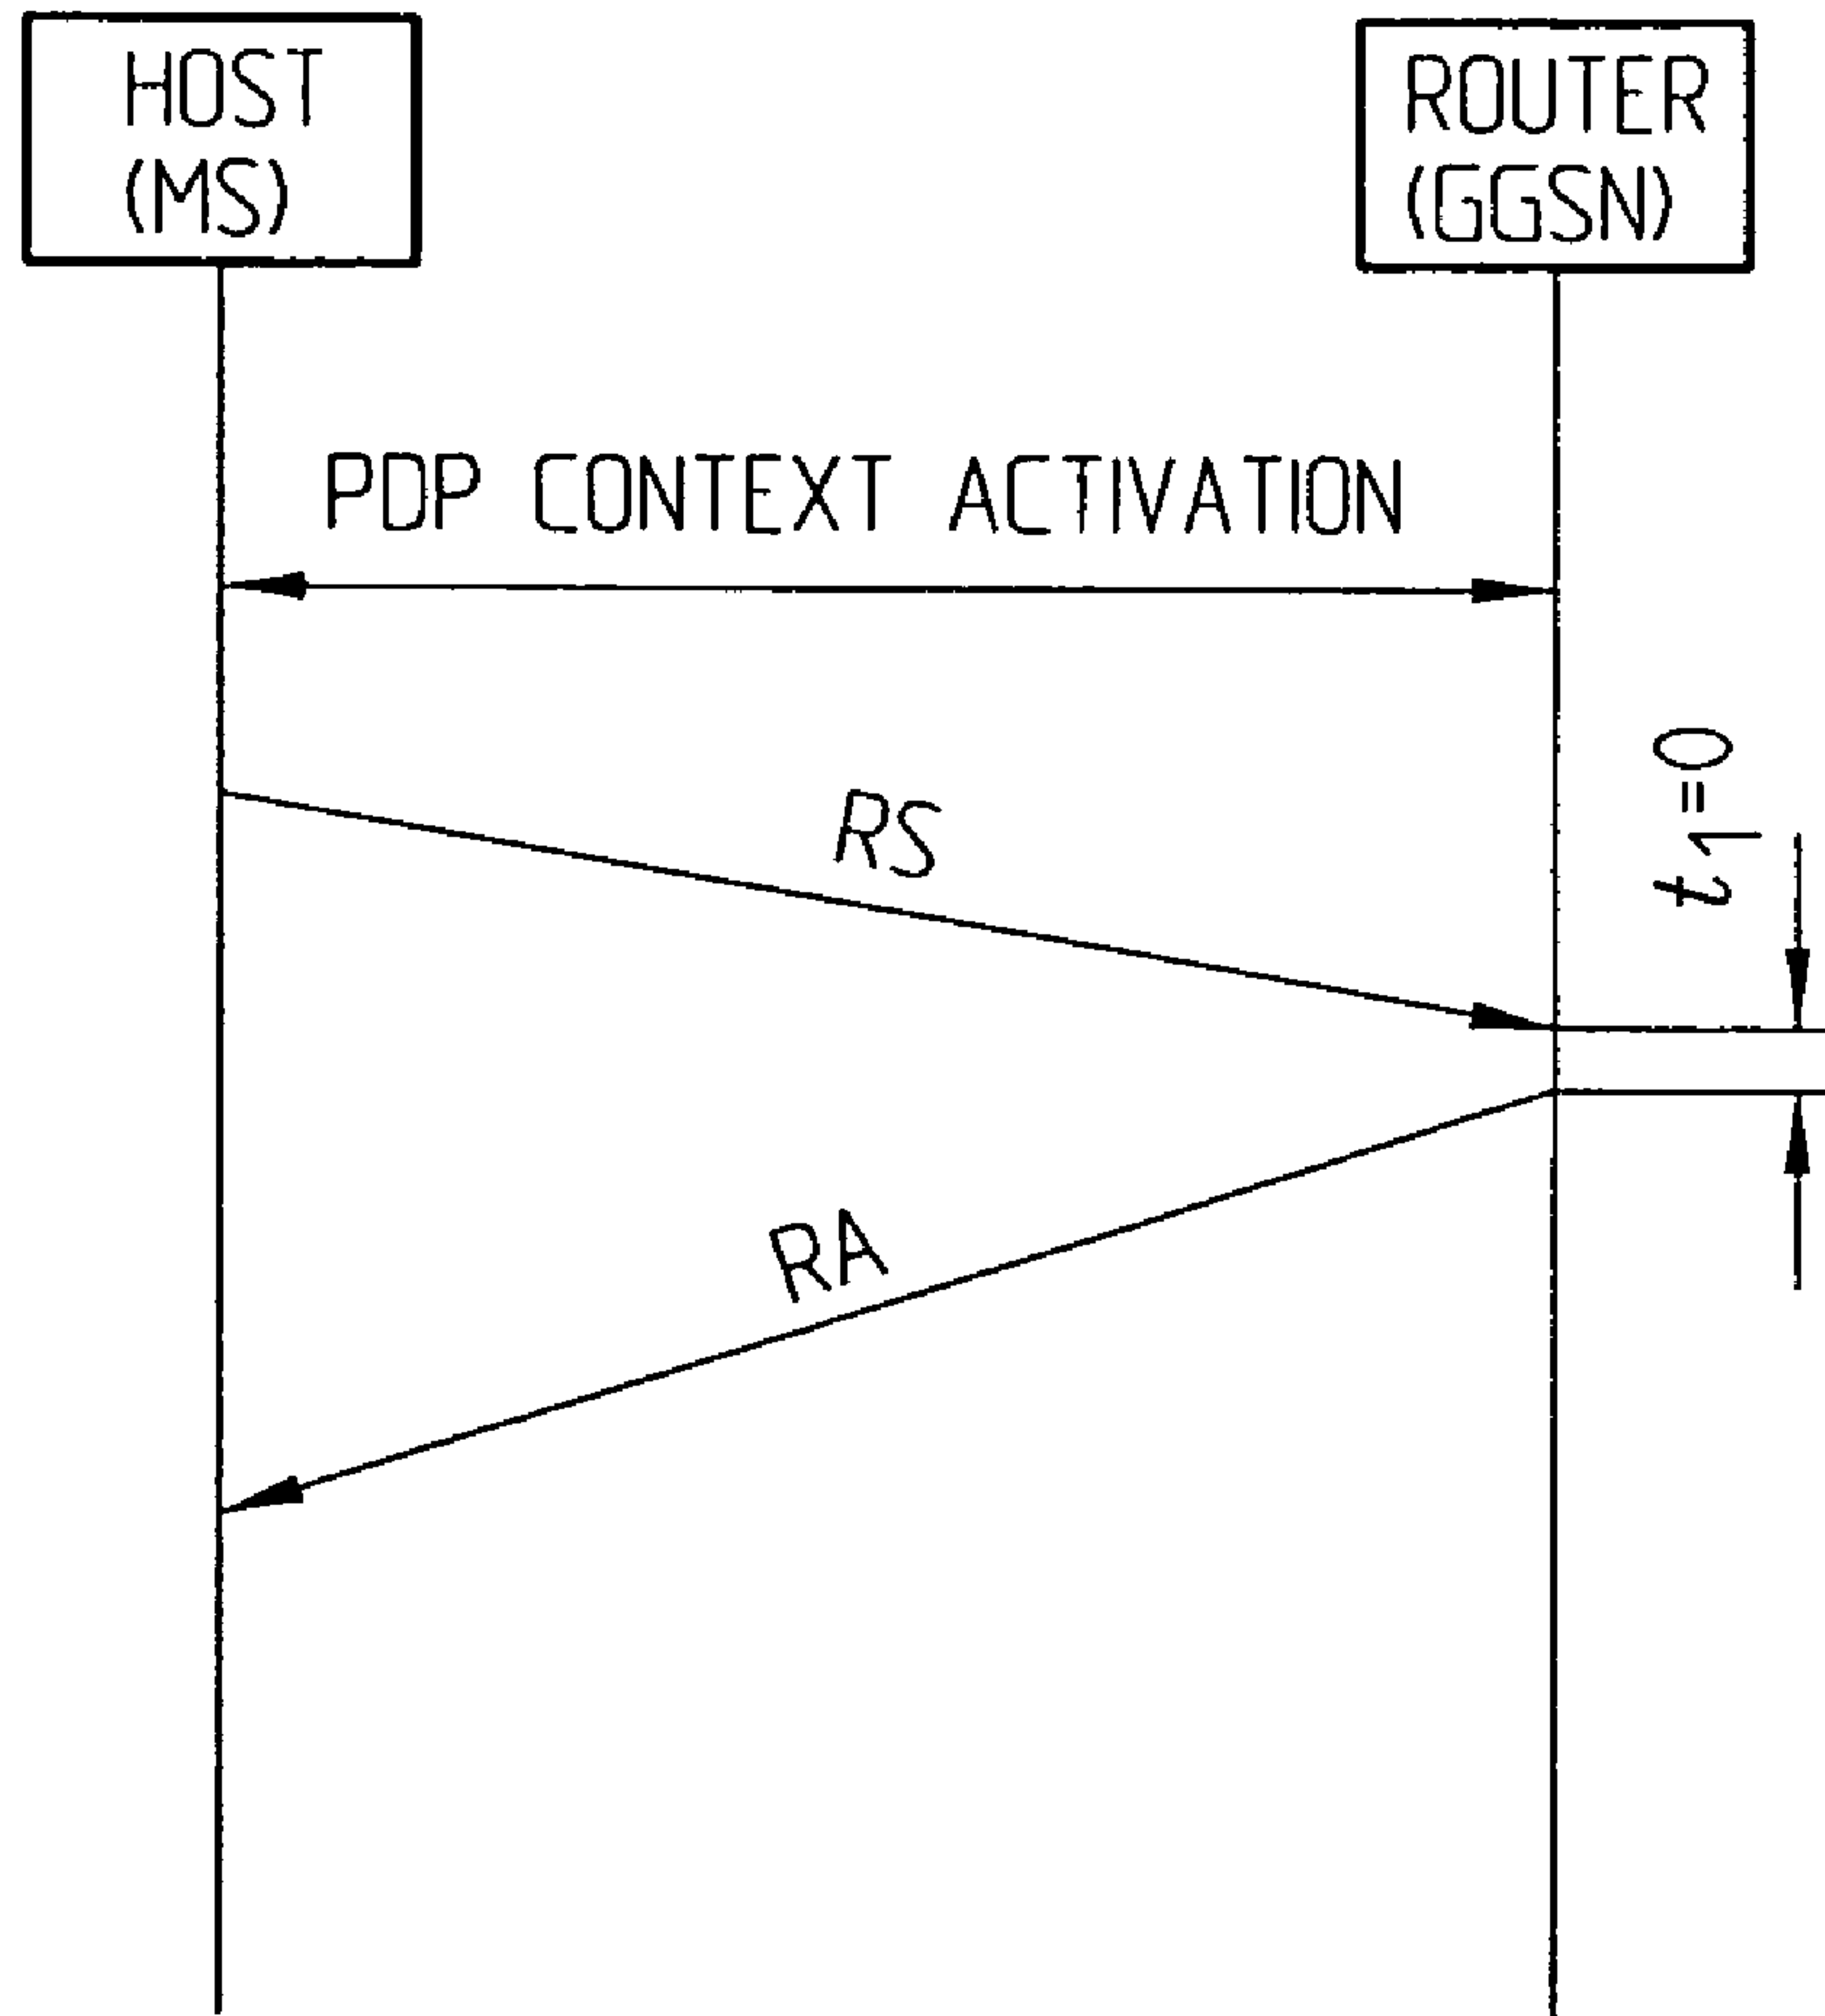 HOST
(MS)
ROUTER
(GGSN)
PDP CONTEXT ACTIVATION
RS
t1=0
RA